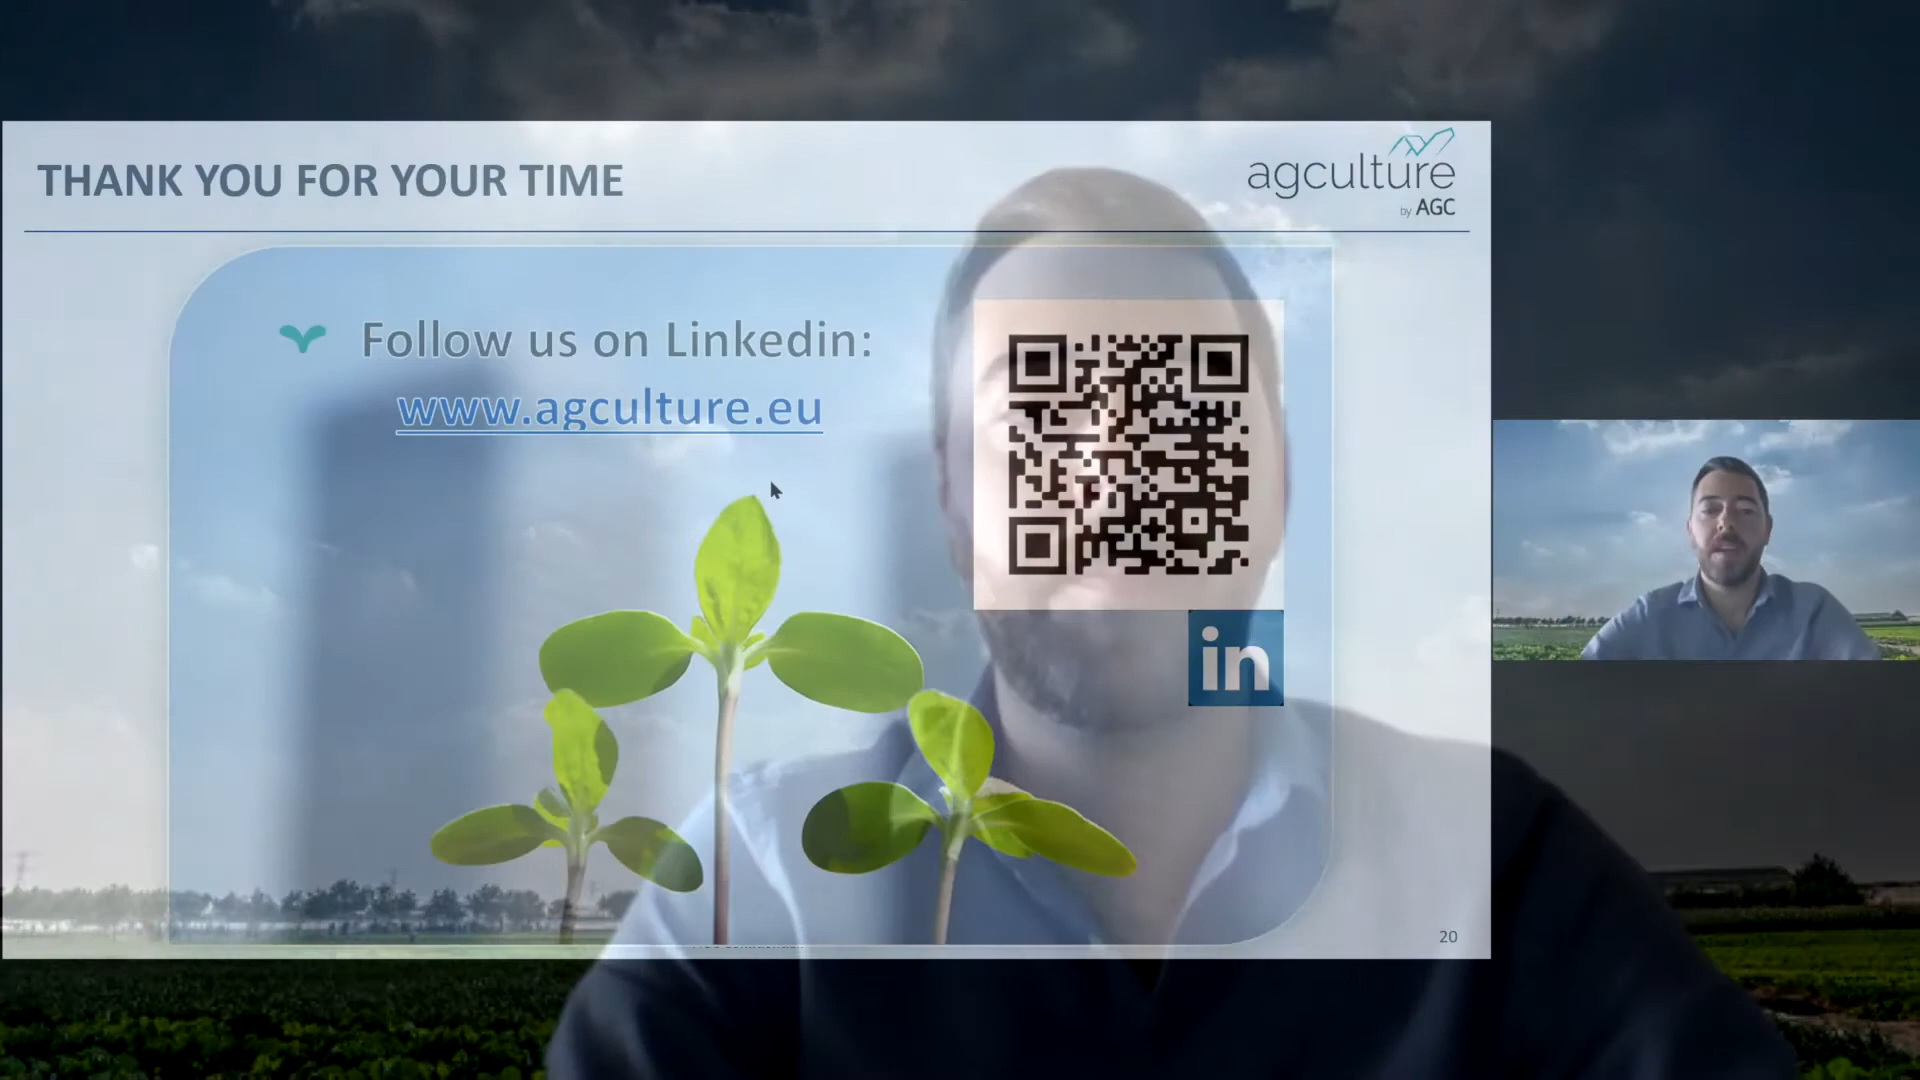 THANK YOU FOR YOUR TIME
agculture
by AGC
Follow us on Linkedin:
www.agculture.eu
in
20